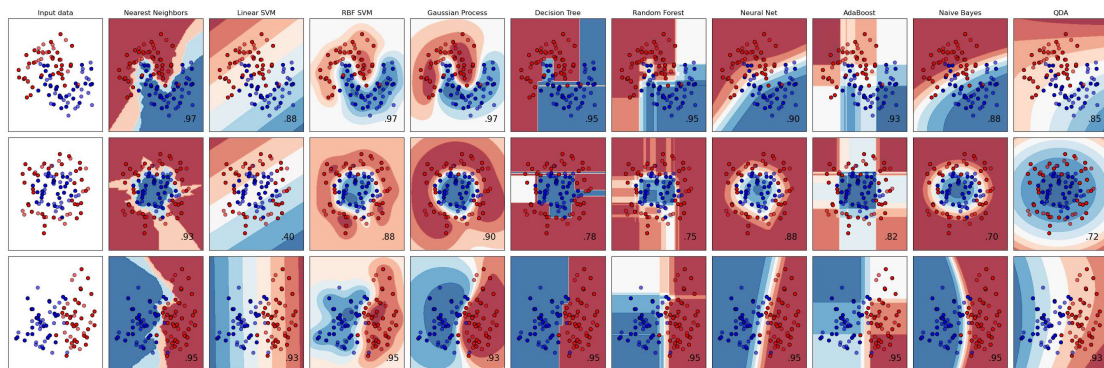 Input data Nearest Neighbors Linear SVM RBF SVM Gaussian Process Decision Tree Random Forest Neural Net AdaBoost Naive Bayes QDA
.97 .88 .97 .97 .95 .95 .90 .93 .88 .85
.93 .40 .88 .90 .78 .75 .88 .82 .70 .72
.95 .93 .95 .93 .95 .95 .95 .95 .95 .93